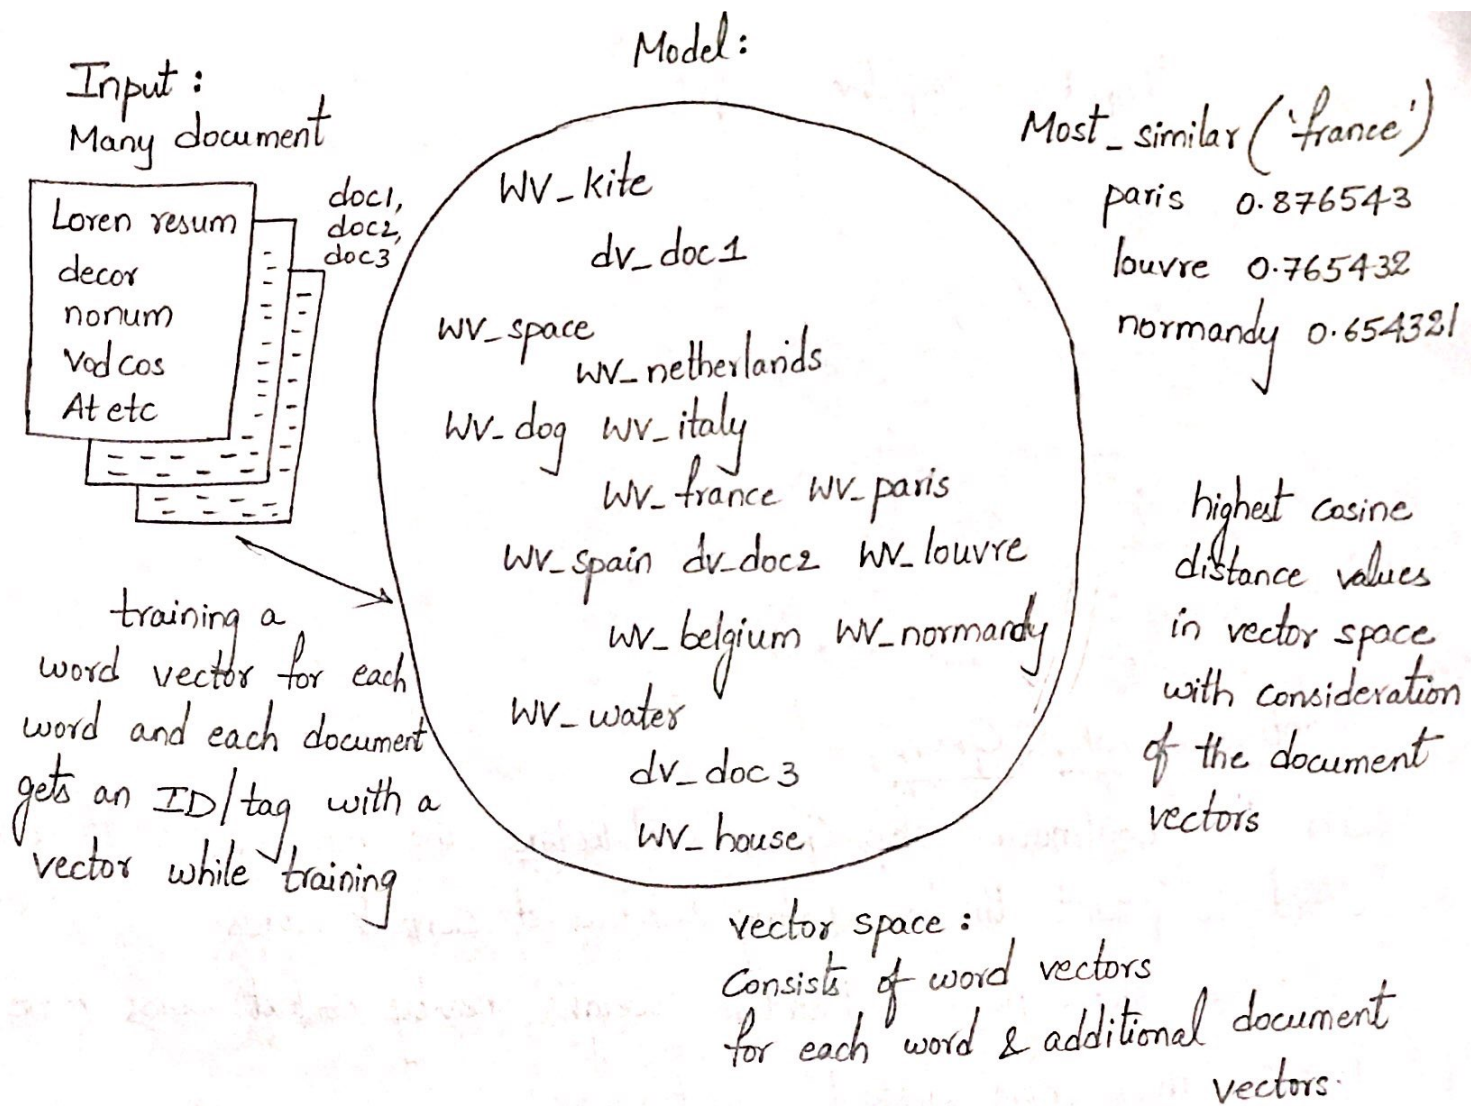 Model:
Input:
Many document
doc1,
doc2,
doc3
Loren resum
decor
nonum
Vod cos
At etc
training a
word vector for each
word and each document
gets an ID/tag with a
vector while training
WV_kite
dv_doc1
WV_space
WV_netherlands
WV_dog WV_italy
WV_france WV_paris
WV_spain dv_doc2 WV_louvre
WV_belgium WV_normandy
WV_water
dv_doc3
WV_house
vector space:
Consists of word vectors
for each word & additional document
vectors.
Most_similar('france')
paris 0.876543
louvre 0.765432
normandy 0.654321
highest cosine
distance values
in vector space
with consideration
of the document
vectors